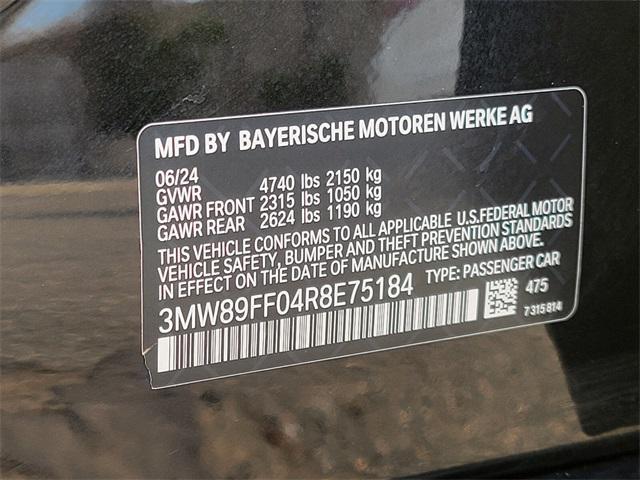 MFD BY BAYERISCHE MOTOREN WERKE AG
06/24
GVWR 4740 lbs 2150 kg
GAWR FRONT 2315 lbs 1050 kg
GAWR REAR 2624 lbs 1190 kg
THIS VEHICLE CONFORMS TO ALL APPLICABLE U.S.FEDERAL MOTOR
VEHICLE SAFETY, BUMPER AND THEFT PREVENTION STANDARDS
IN EFFECT ON THE DATE OF MANUFACTURE SHOWN ABOVE.
3MW89FF04R8E75184 TYPE: PASSENGER CAR
475
7315814